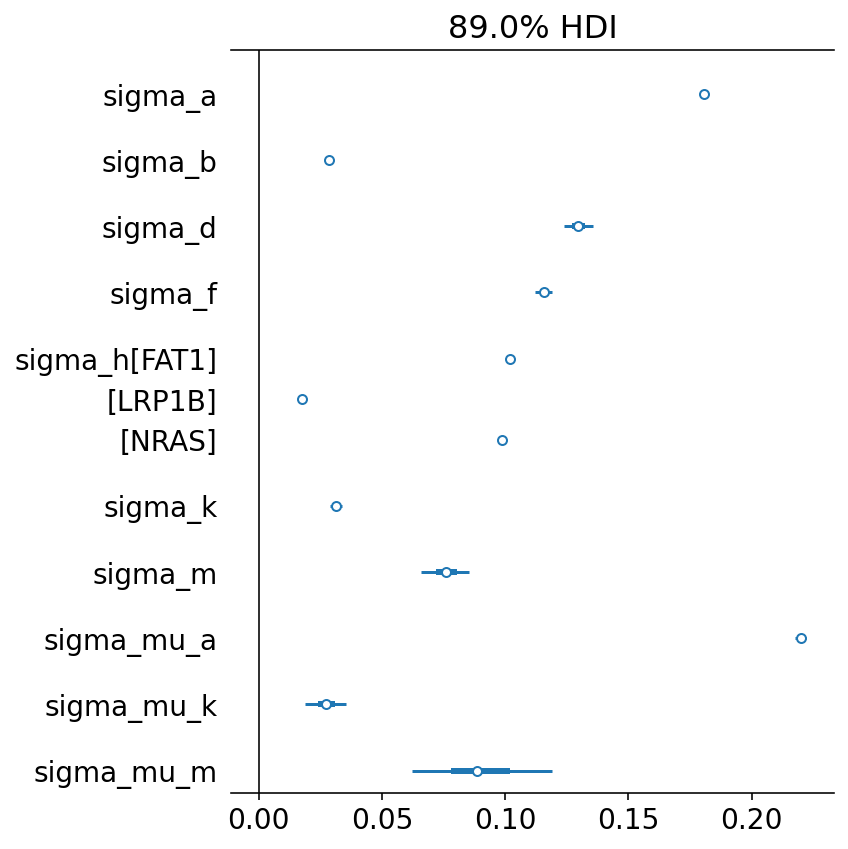 89.0% HDI
sigma_a
sigma_b
sigma_d
sigma_f
sigma_h[FAT1]
[LRP1B]
[NRAS]
sigma_k
sigma_m
sigma_mu_a
sigma_mu_k
sigma_mu_m
0.00 0.05 0.10 0.15 0.20